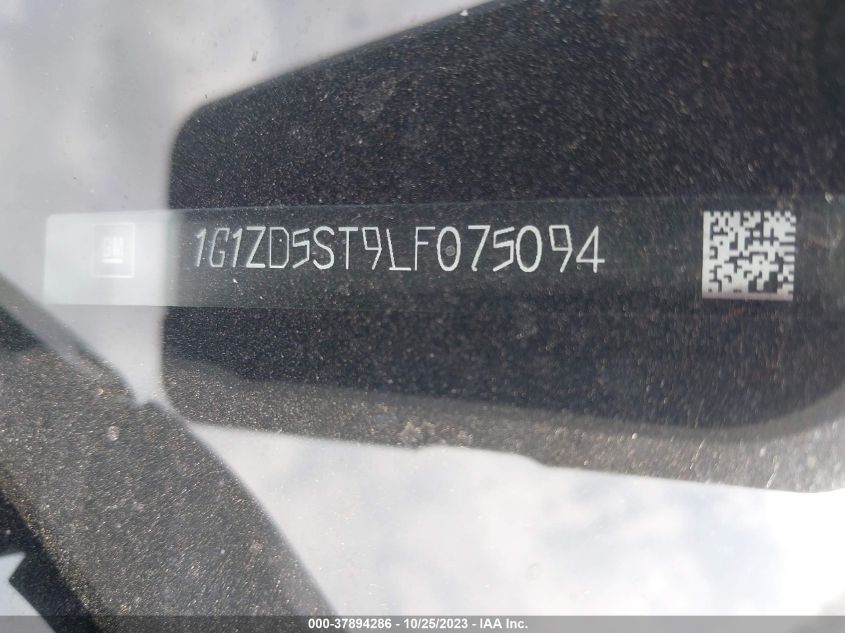 GM
1G1ZD5ST9LF075094
000-37894286 - 10/25/2023 - IAA Inc.